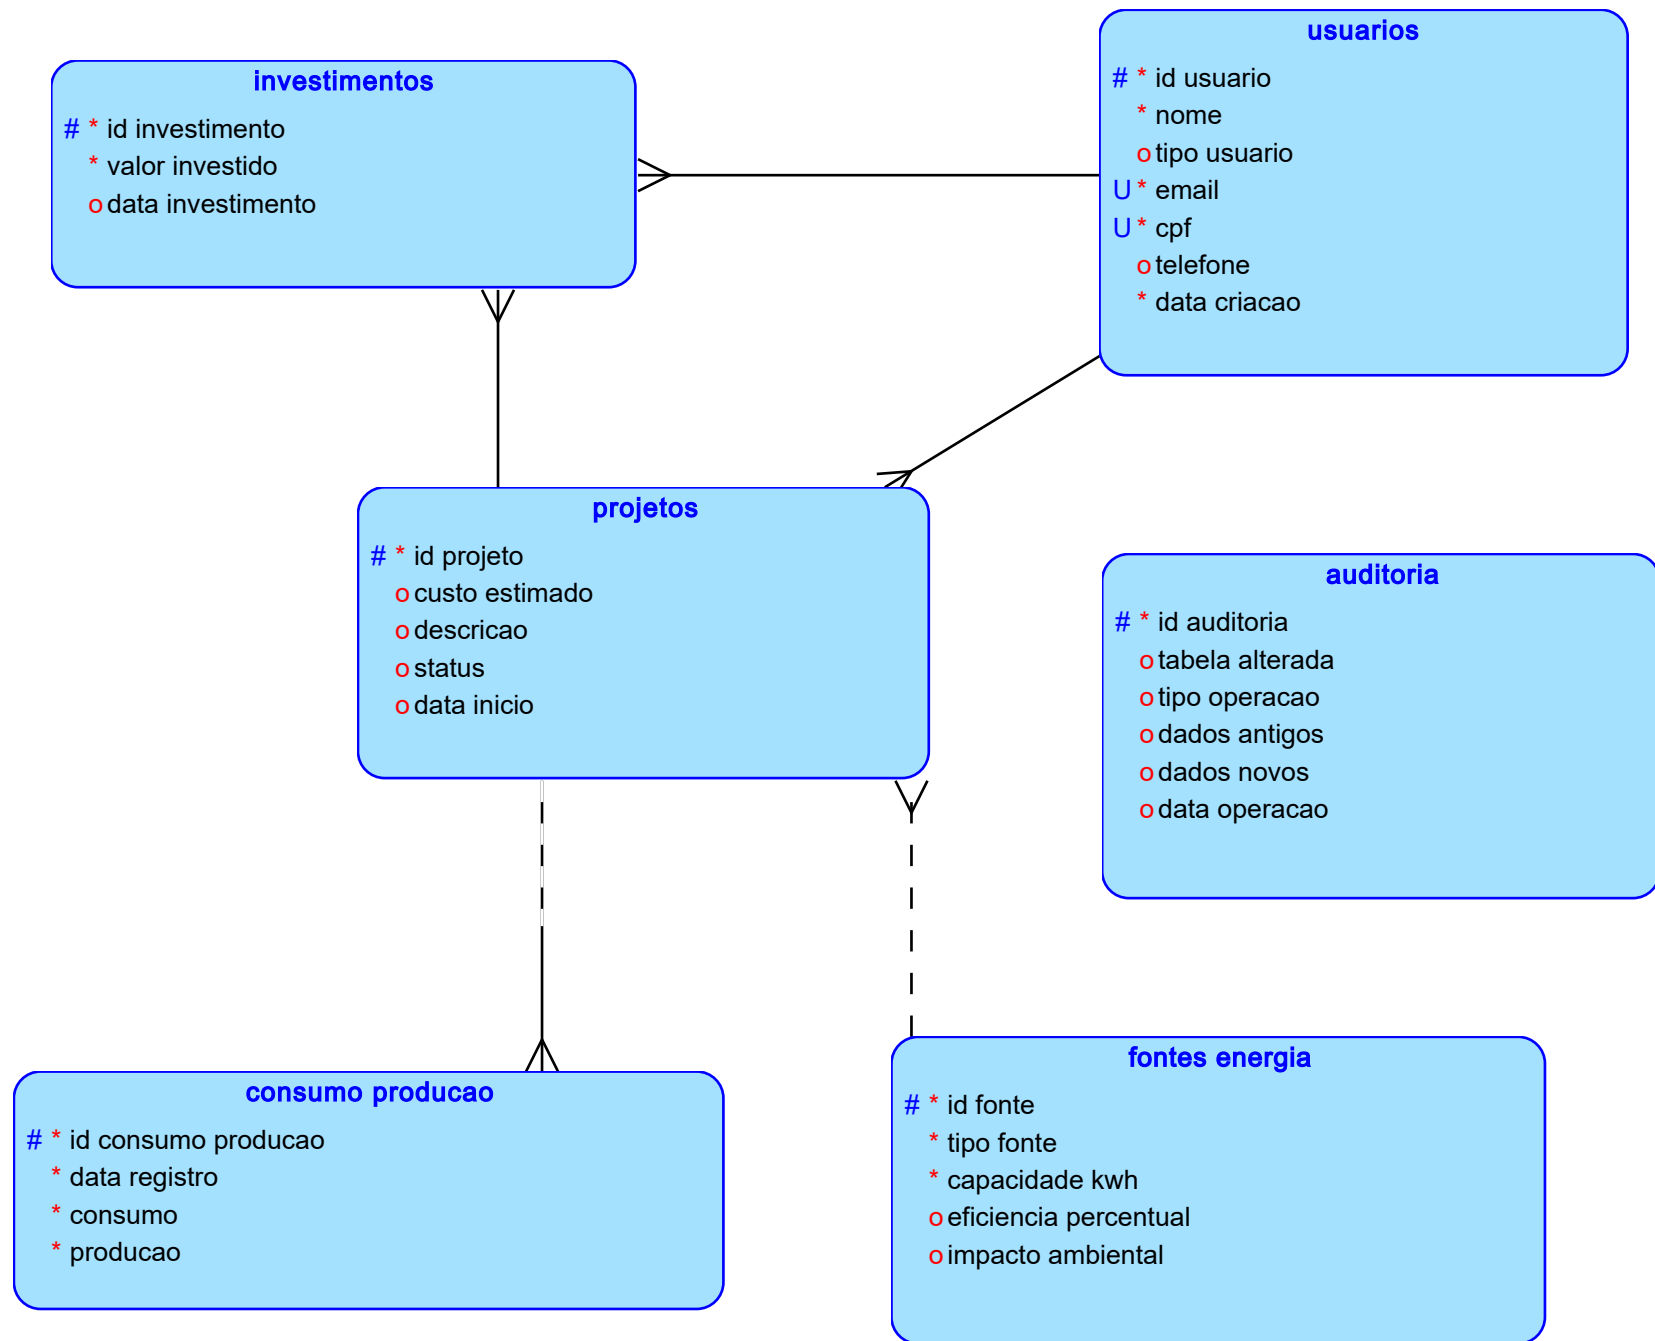 usuarios
# * id usuario
* nome
o tipo usuario
U * email
U * cpf
o telefone
* data criacao
investimentos
# * id investimento
* valor investido
o data investimento
projetos
# * id projeto
o custo estimado
o descricao
o status
o data inicio
auditoria
# * id auditoria
o tabela alterada
o tipo operacao
o dados antigos
o dados novos
o data operacao
consumo producao
# * id consumo producao
* data registro
* consumo
* producao
fontes energia
# * id fonte
* tipo fonte
* capacidade kwh
o eficiencia percentual
o impacto ambiental